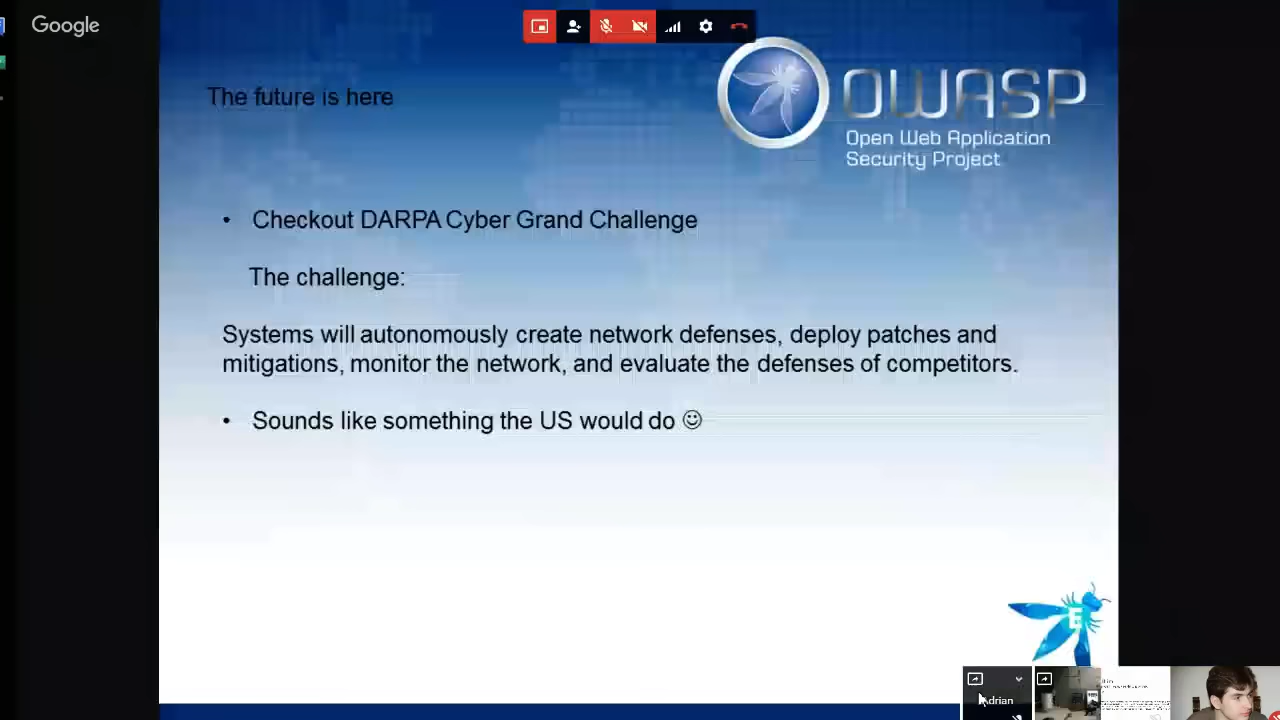 Google
The future is here
OWASP
Open Web Application
Security Project
• Checkout DARPA Cyber Grand Challenge
The challenge:
Systems will autonomously create network defenses, deploy patches and
mitigations, monitor the network, and evaluate the defenses of competitors.
• Sounds like something the US would do ☺
E
Adrian